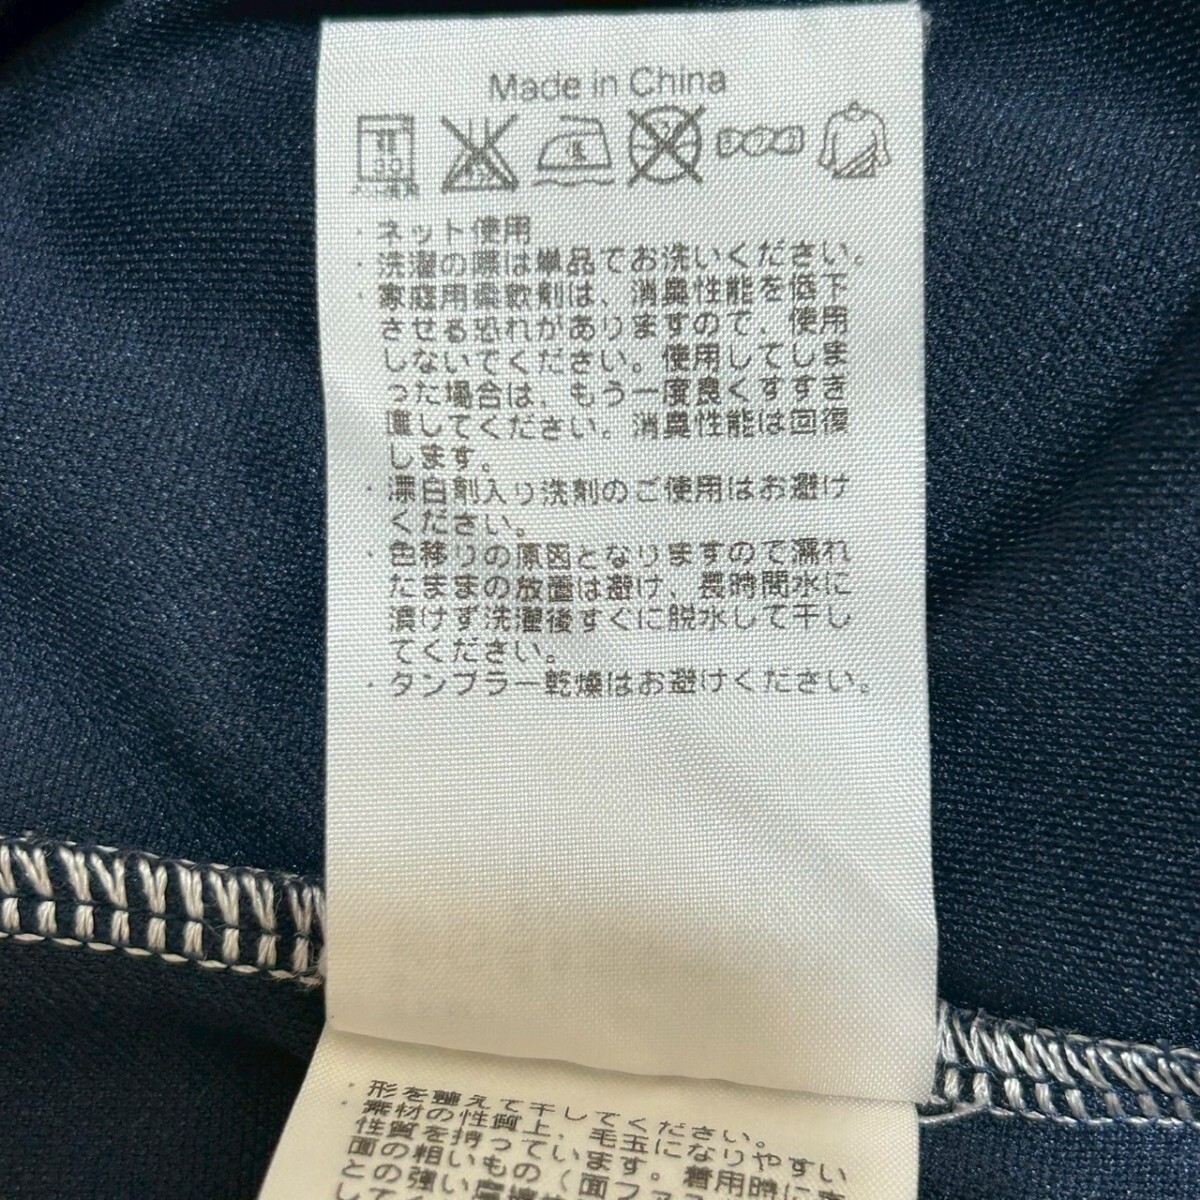 Made in China
・ネット使用
・洗濯の際は単品でお洗いください。
・家庭用柔軟剤は、消臭性能を低下
させる恐れがありますので、使用
しないでください。使用してしま
った場合は、もう一度良くすすぎ
直してください。消臭性能は回復
します。
・漂白剤入り洗剤のご使用はお避け
ください。
・色移りの原因となりますので濡れ
たままの放置は避け、長時間水に
漬けず洗濯後すぐに脱水して干し
てください。
・タンブラー乾燥はお避けください。
・形を整えて干してください。
・素材の性質上、毛玉になりやすい
性質を持っています。着用時に表
面の粗いもの（面ファス
との強い摩擦
してく